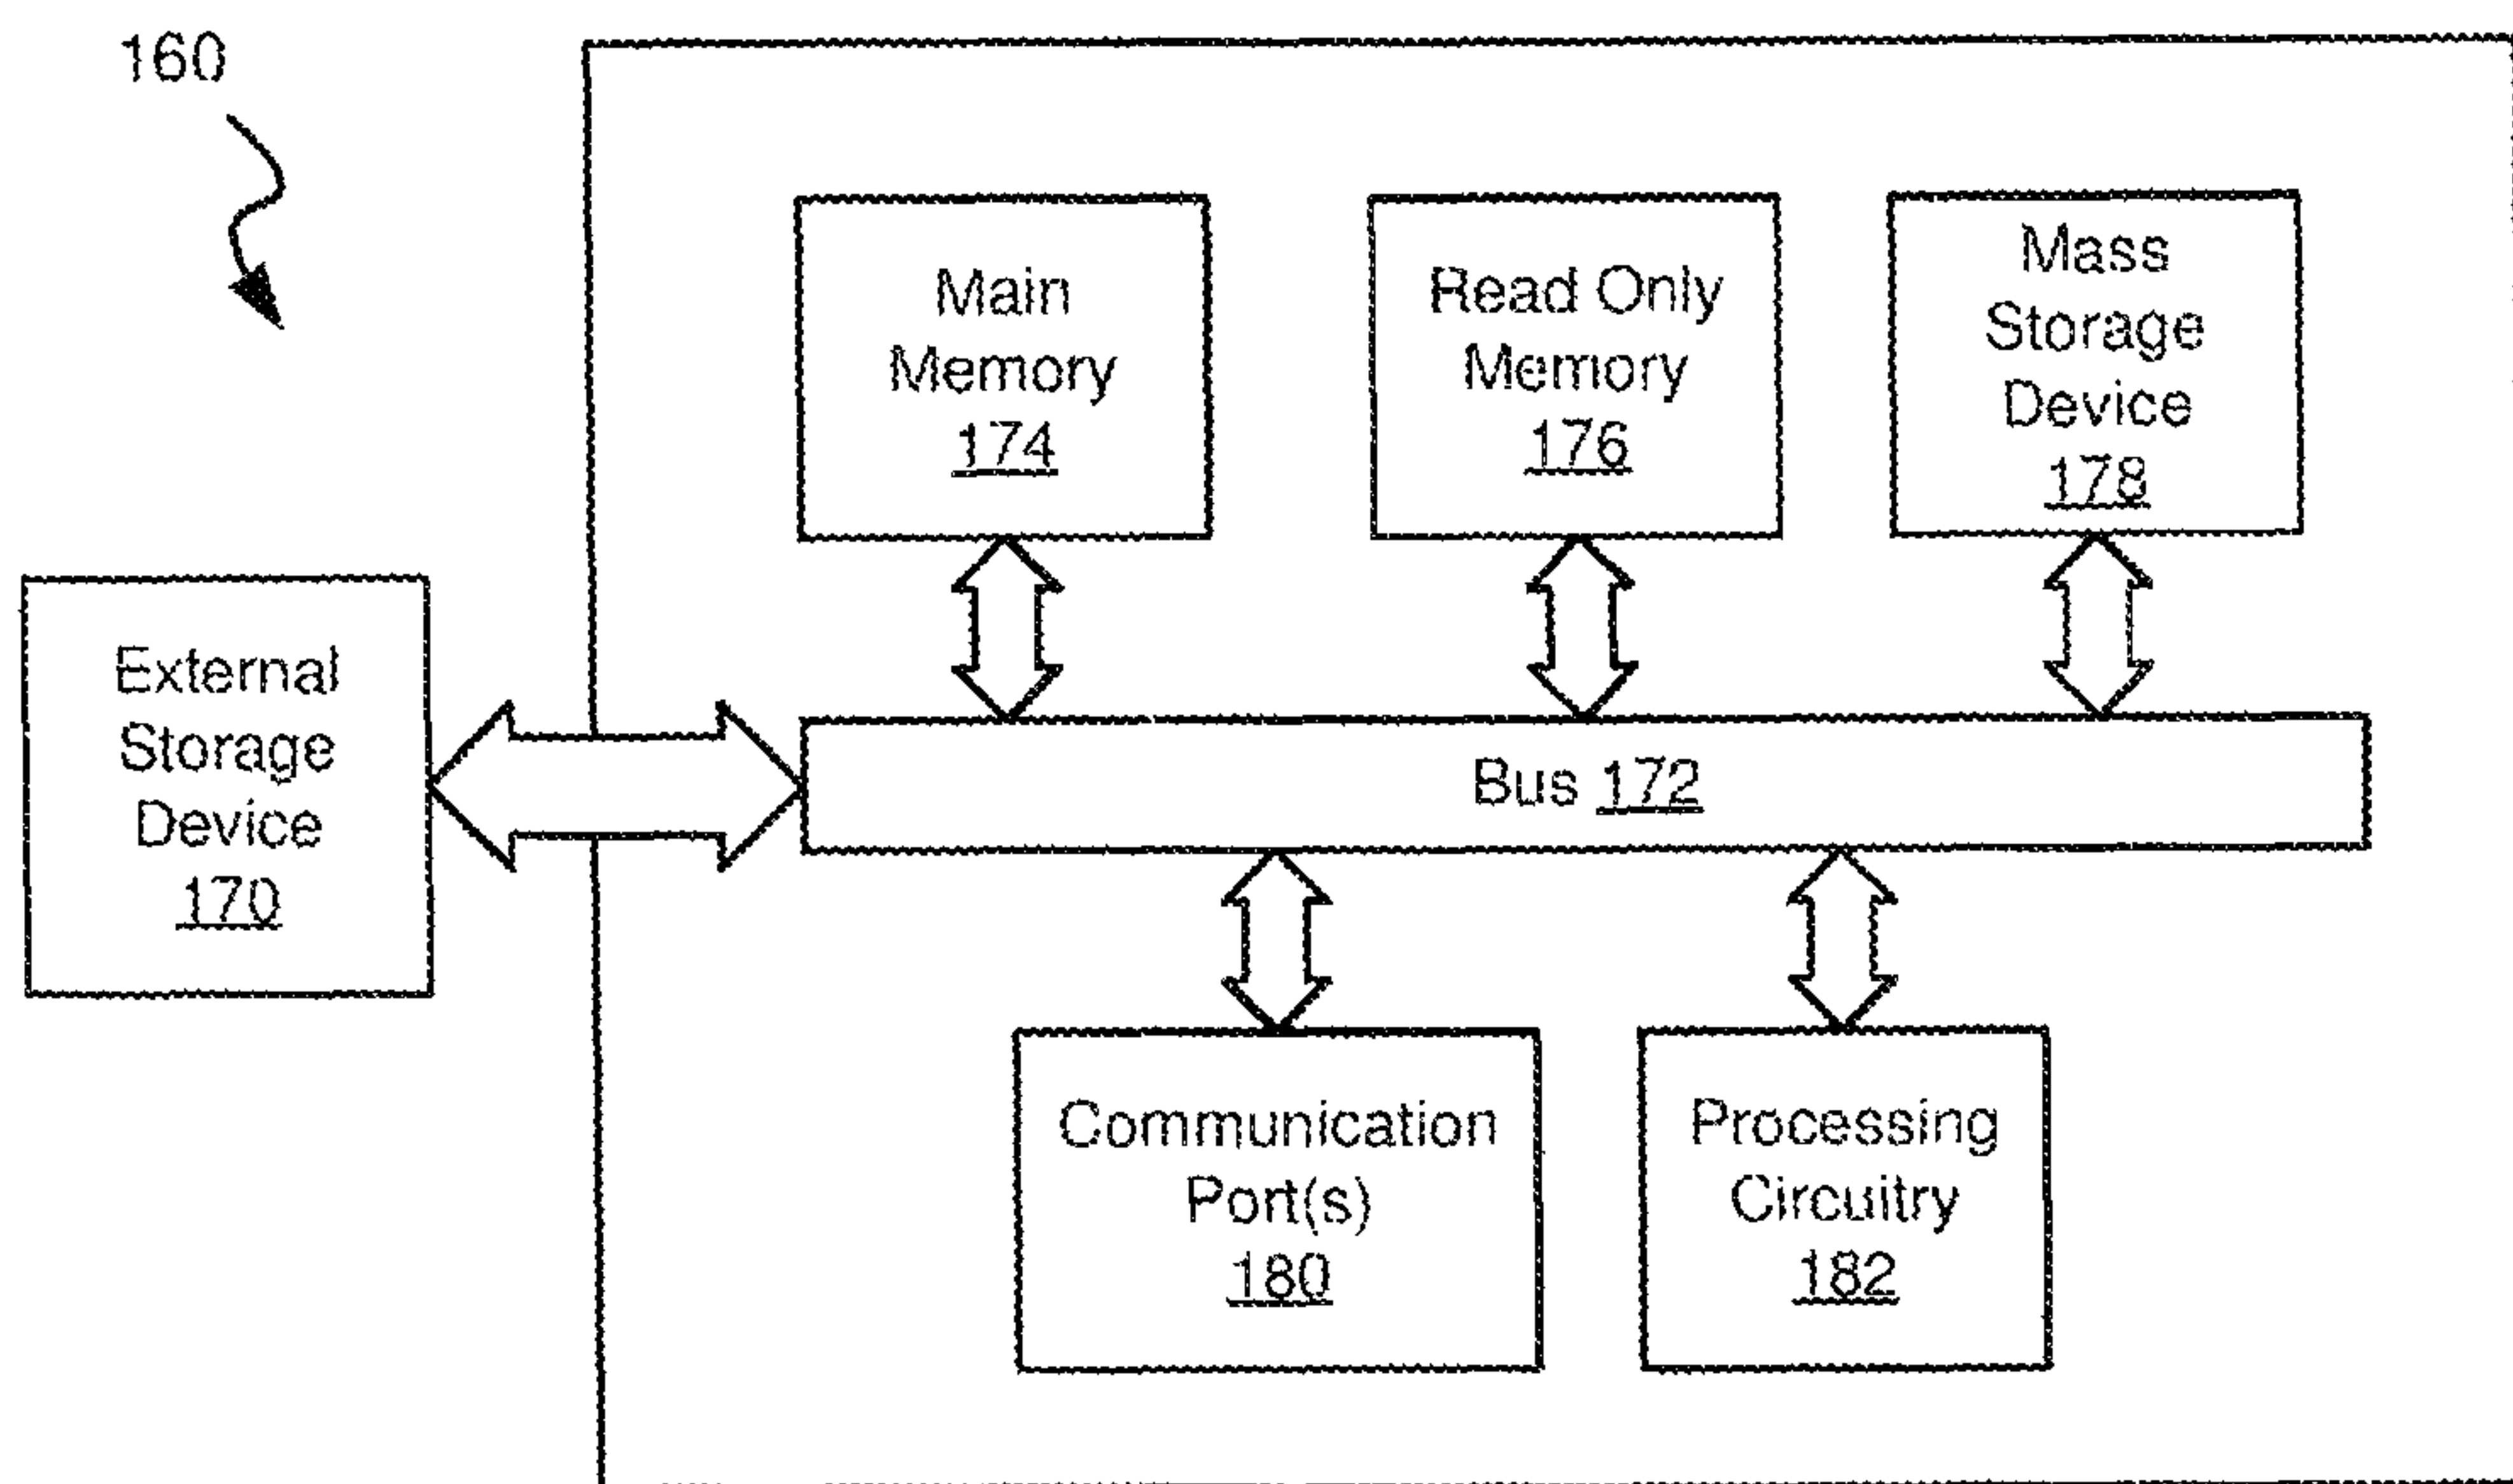 160
Main
Memory
174
Read Only
Memory
176
Mass
Storage
Device
178
External
Storage
Device
170
Bus 172
Communication
Port(s)
180
Processing
Circuitry
182